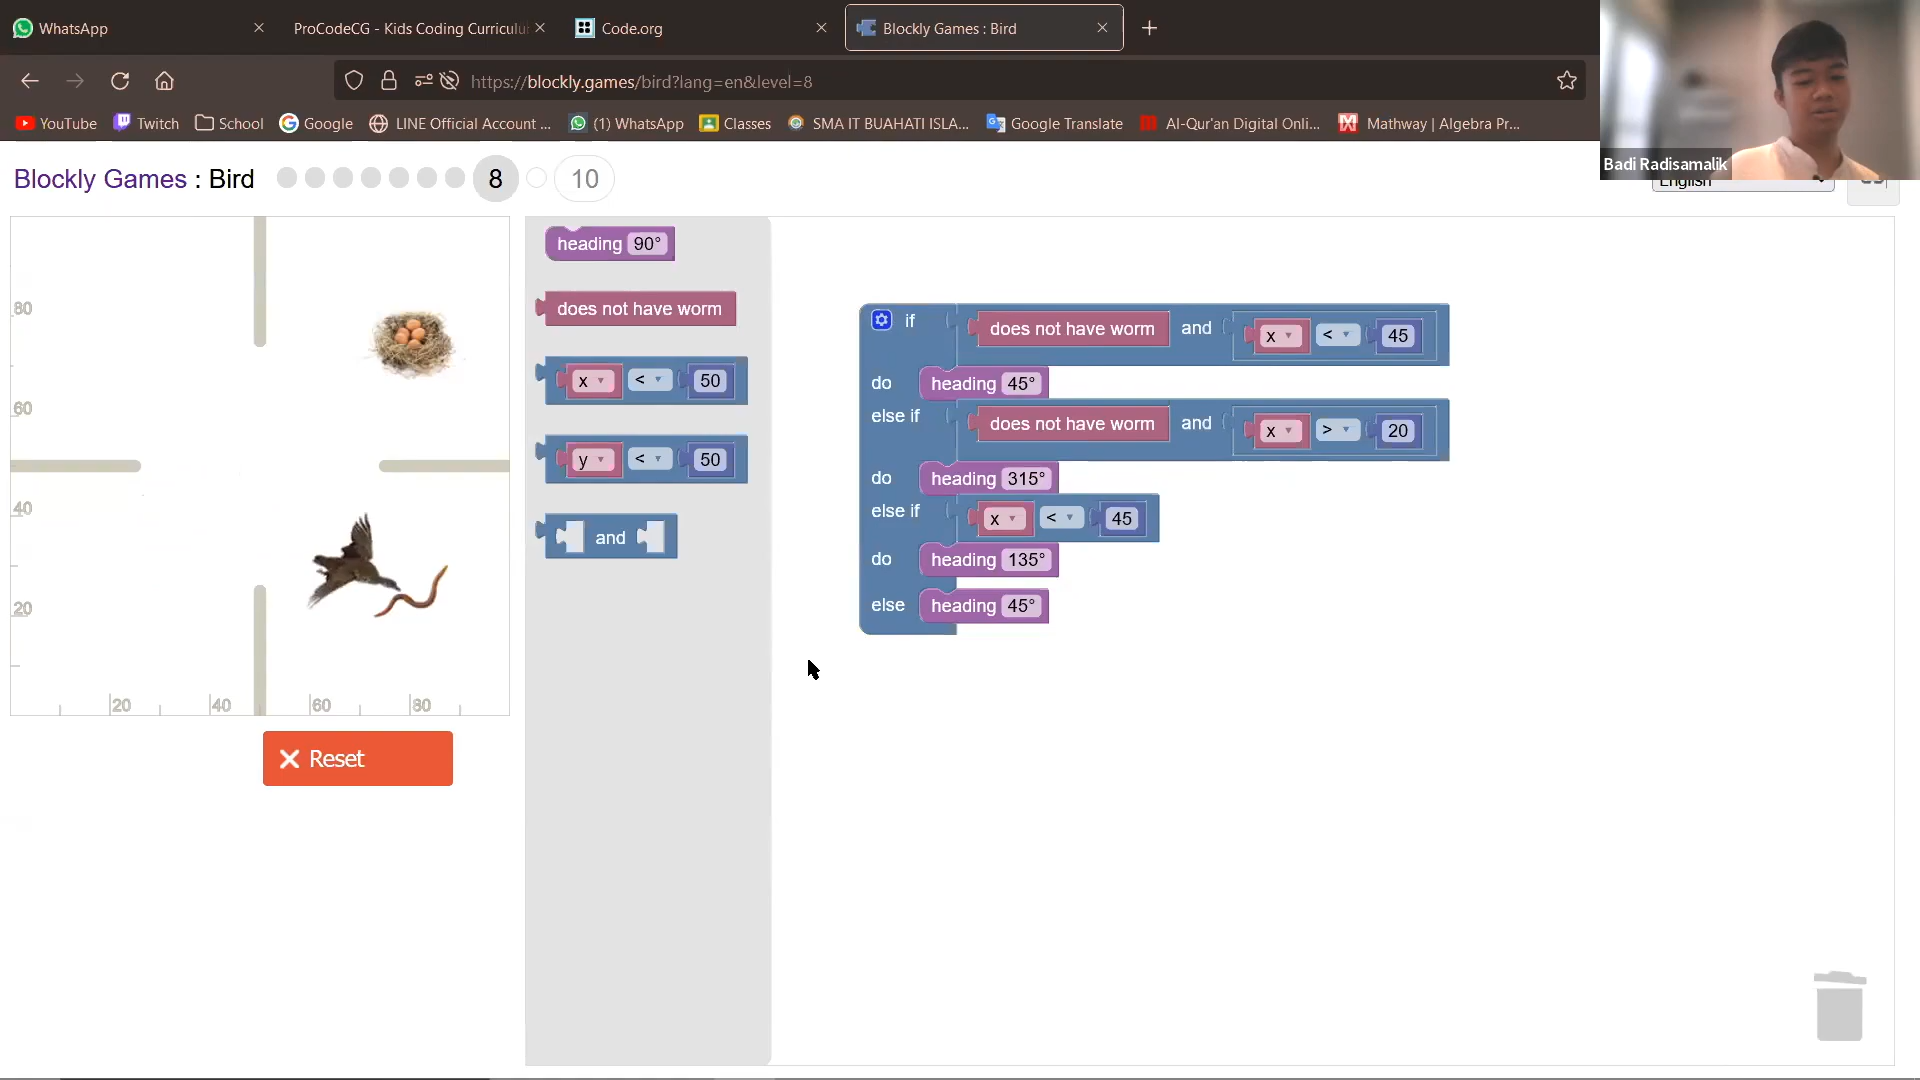 WhatsApp
ProCodeCG - Kids Coding Curriculu
Code.org
Blockly Games : Bird
https://blockly.games/bird?lang=en&level=8
YouTube
Twitch
School
Google
LINE Official Account ...
(1) WhatsApp
Classes
SMA IT BUAHATI ISLA...
Google Translate
Al-Qur'an Digital Onli...
Mathway | Algebra Pr...
Badi Radisamalik
Blockly Games : Bird
8
10
English
80
60
40
20
20
40
60
80
Reset
heading 90°
does not have worm
x < 50
y < 50
and
if does not have worm and x < 45
do heading 45°
else if does not have worm and x > 20
do heading 315°
else if x < 45
do heading 135°
else heading 45°